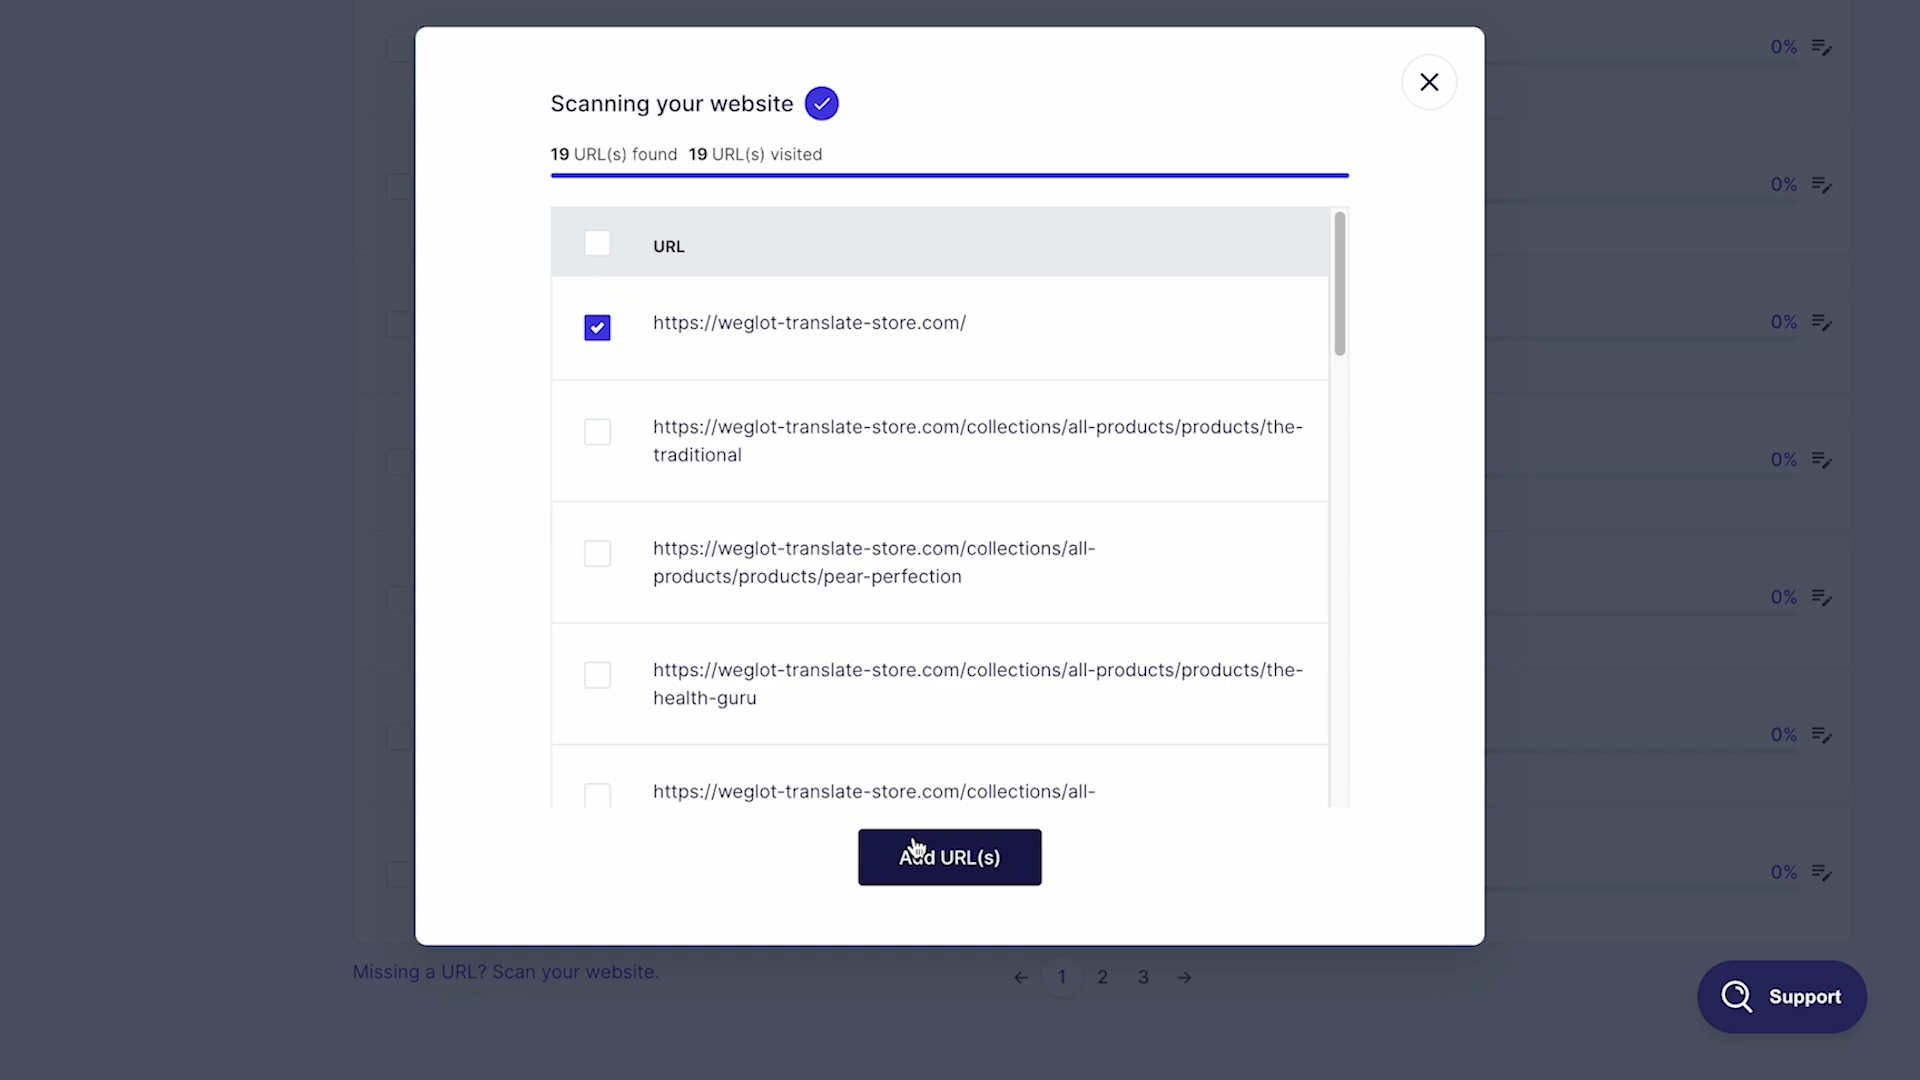 0%
Scanning your website
19 URL(s) found 19 URL(s) visited
0%
URL
https://weglot-translate-store.com/
0%
https://weglot-translate-store.com/collections/all-products/products/the-
traditional
0%
https://weglot-translate-store.com/collections/all-
products/products/pear-perfection
0%
https://weglot-translate-store.com/collections/all-products/products/the-
health-guru
0%
https://weglot-translate-store.com/collections/all-
Add URL(s)
0%
Missing a URL? Scan your website.
1 2 3
Support